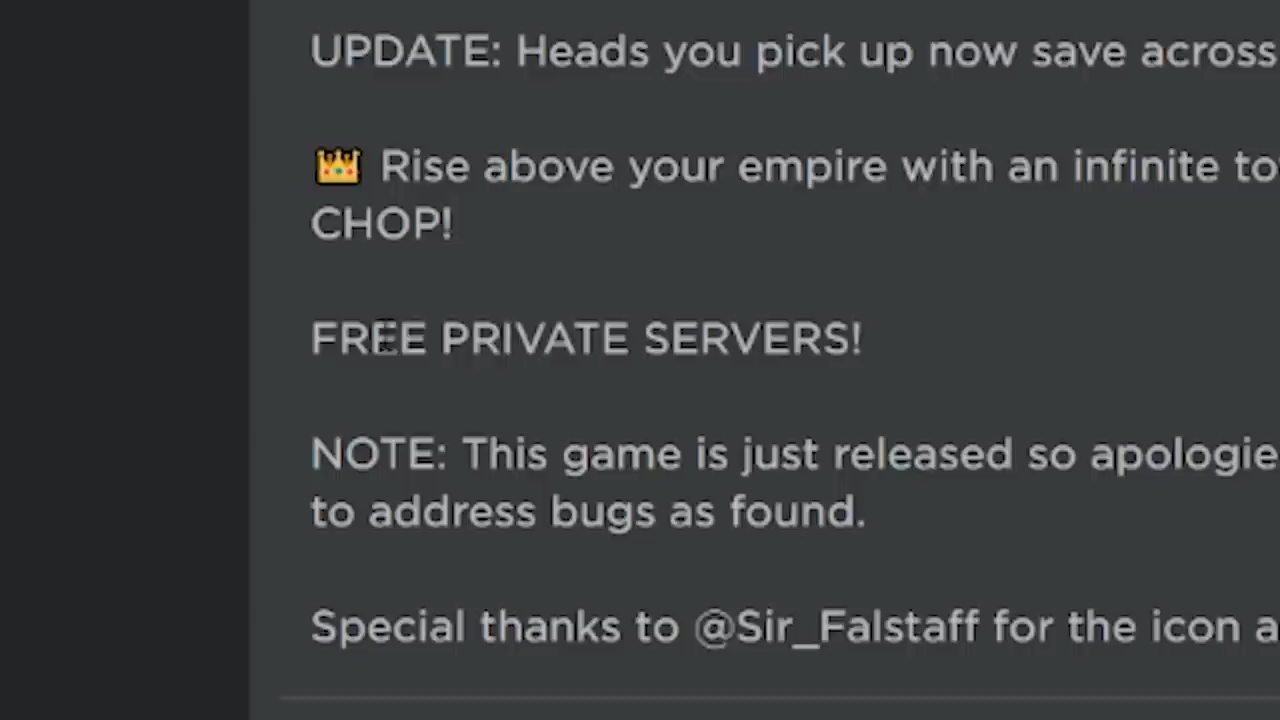 UPDATE: Heads you pick up now save across
👑 Rise above your empire with an infinite to
CHOP!
FREE PRIVATE SERVERS!
NOTE: This game is just released so apologie
to address bugs as found.
Special thanks to @Sir_Falstaff for the icon a